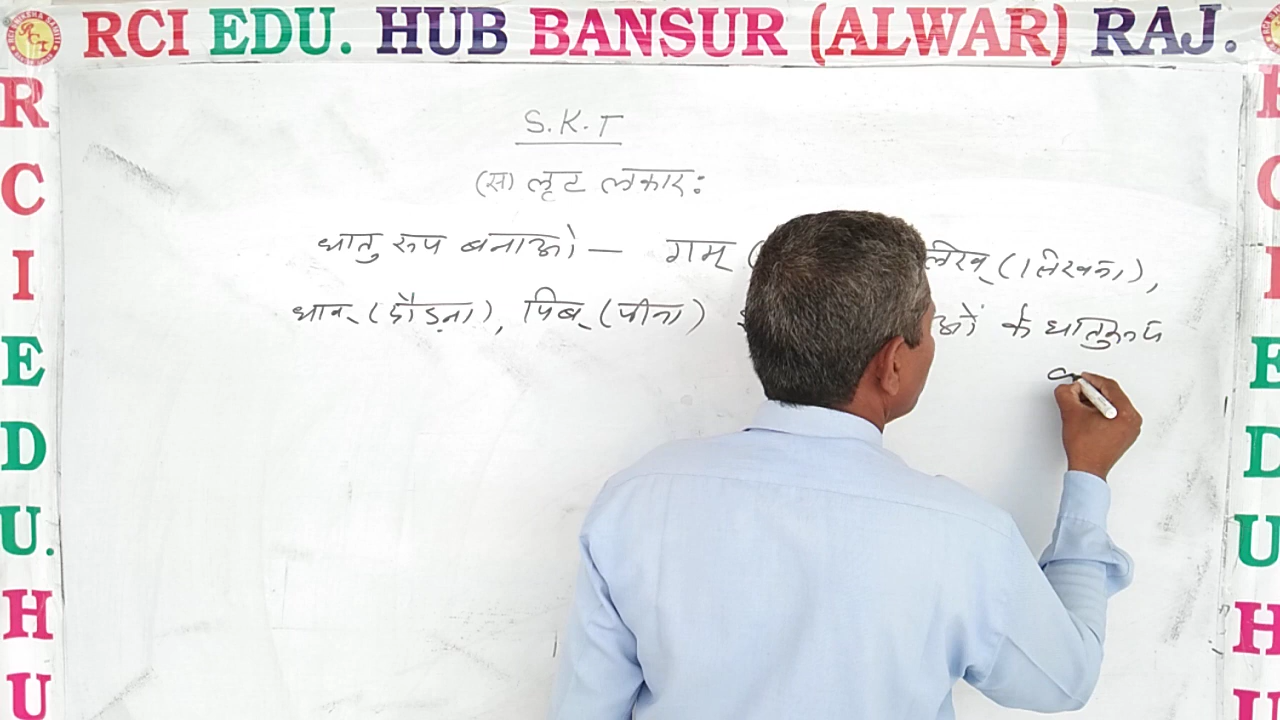 RCI EDU. HUB BANSUR (ALWAR) RAJ.
R C I E D U. H U
S.K.T
(स) लृट लकार:
धातु रूप बनाओ — गम् ( लिख् (लिखना),
धाव् (दौड़ना), पिब् (पीना) ओं के धातुरूप
R C I E D U H U